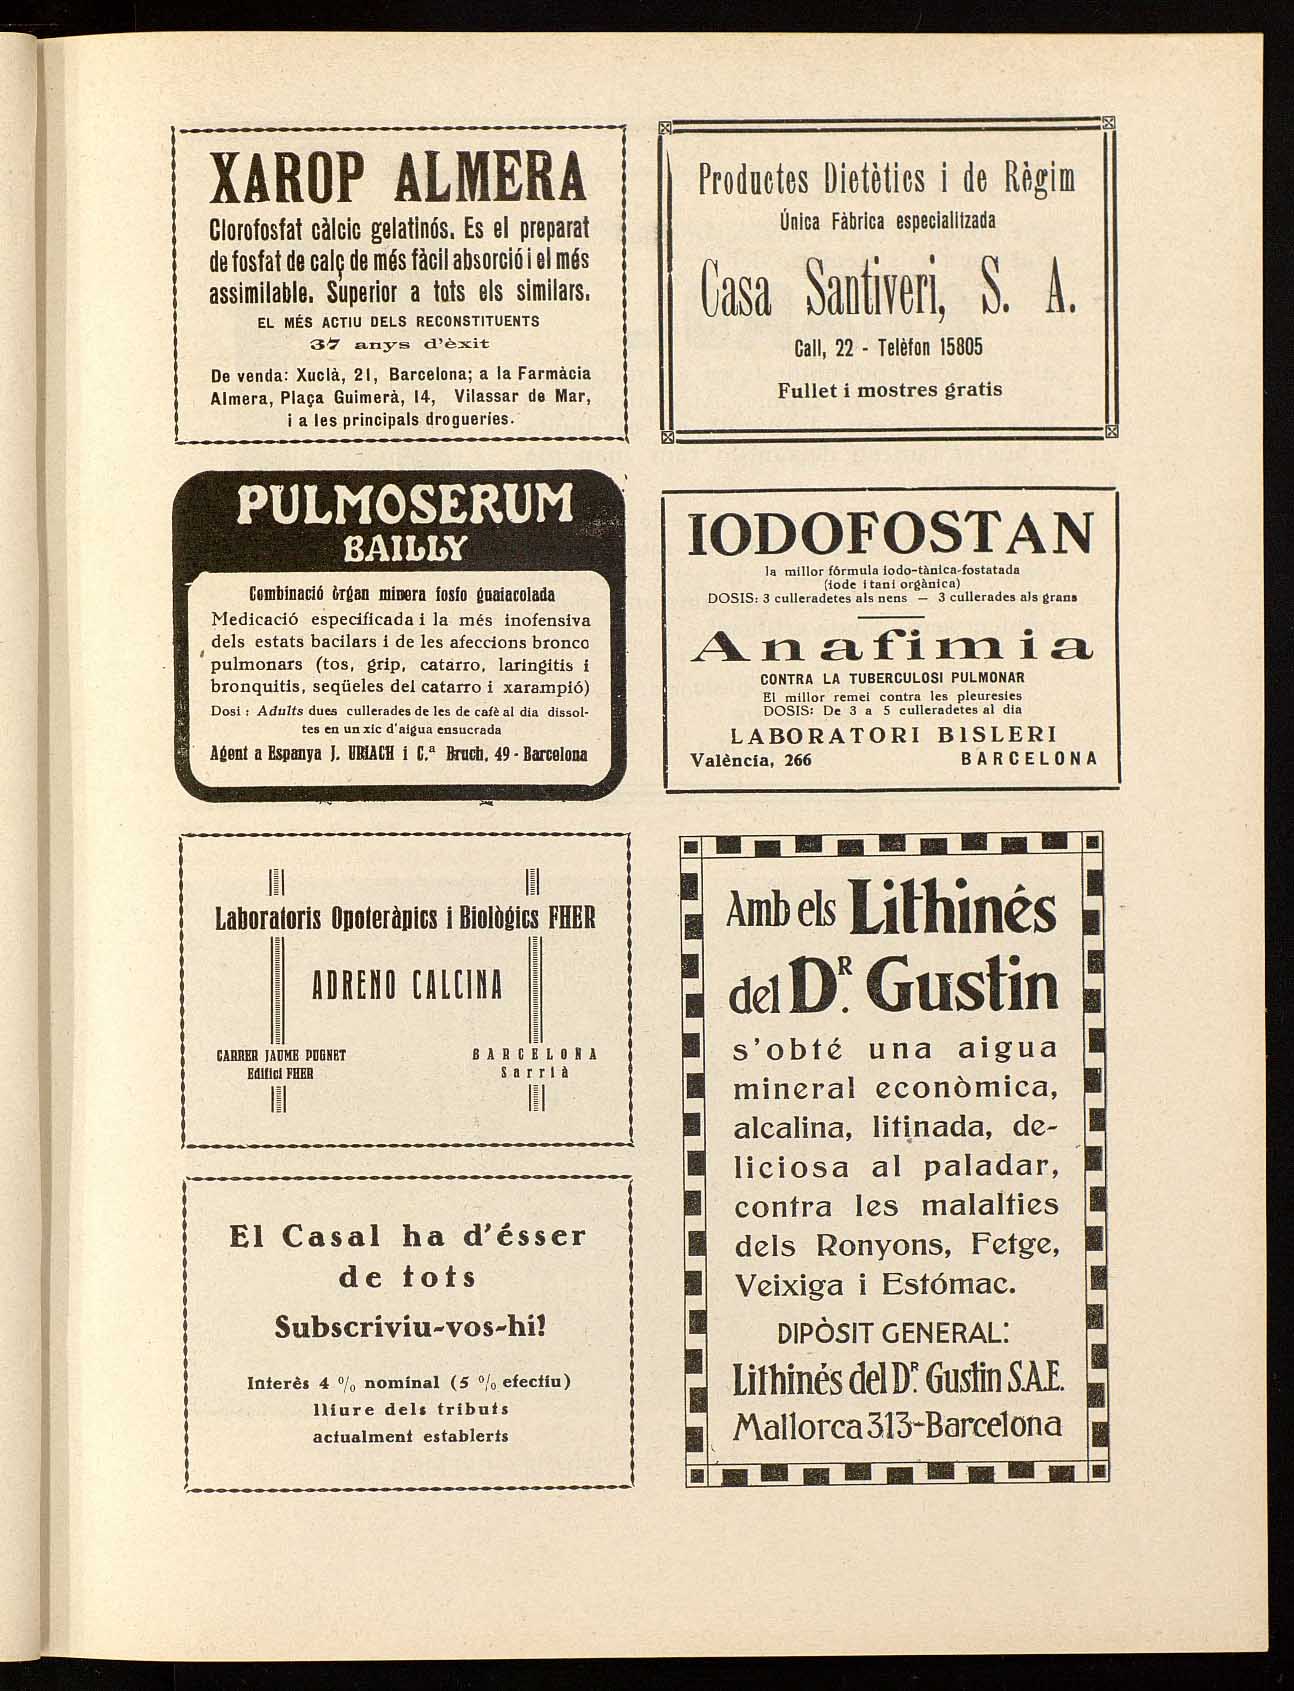 XAROP ALMERA
Clorofosfat càlcic gelatinós. Es el preparat
de fosfat de calç de més fàcil absorció i el més
assimilable. Superior a tots els similars.
EL MÉS ACTIU DELS RECONSTITUENTS
37 anys d'èxit
De venda: Xuclà, 21, Barcelona; a la Farmàcia
Almera, Plaça Guimerà, 14, Vilassar de Mar,
i a les principals drogueries.
Productes Dietètics i de Règim
Única Fàbrica especialitzada
Casa Santiveri, S. A.
Call, 22 - Telèfon 15805
Fullet i mostres gratis
PULMOSERUM
BAILLY
Combinació òrgan minera fosfo guaiacolada
Medicació especificada i la més inofensiva
dels estats bacilars i de les afeccions bronco
pulmonars (tos, grip, catarro, laringitis i
bronquitis, seqüeles del catarro i xarampió)
Dosi: Adults dues cullerades de les de cafè al dia dissol-
tes en un xic d'aigua ensucrada
Agent a Espanya J. URIACH i C.ª Bruch, 49 - Barcelona
IODOFOSTAN
la millor fórmula iodo-tànica-fostatada
(iode i tani orgànica)
DOSIS: 3 culleradetes als nens — 3 cullerades als grans
Anafimia
CONTRA LA TUBERCULOSI PULMONAR
El millor remei contra les pleuresies
DOSIS: De 3 a 5 culleradetes al dia
LABORATORI BISLERI
València, 266 BARCELONA
Laboratoris Opoteràpics i Biològics FHER
ADRENO CALCINA
CARRER JAUME PUGNET BARCELONA
Edifici FHER Sarrià
El Casal ha d'ésser
de tots
Subscriviu-vos-hi!
Interès 4 % nominal (5 % efectiu)
lliure dels tributs
actualment establerts
Amb els Lithinés
del DR. Gustin
s'obté una aigua
mineral econòmica,
alcalina, litinada, de-
liciosa al paladar,
contra les malalties
dels Ronyons, Fetge,
Veixiga i Estómac.
DIPÒSIT GENERAL:
Lithinés del DR. Gustin S.A.E.
Mallorca 313-Barcelona